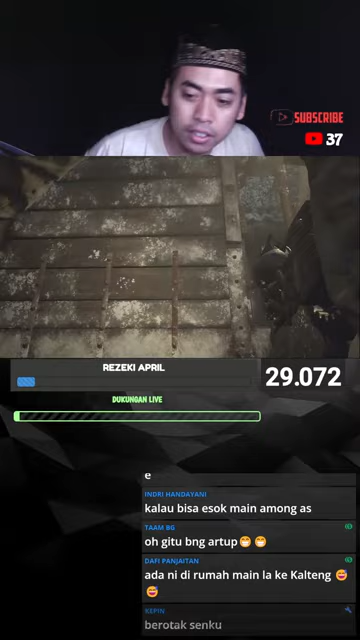 SUBSCRIBE
37
REZEKI APRIL
29.072
DUKUNGAN LIVE
e
INDRI HANDAYANI
kalau bisa esok main among as
TAAM BG
oh gitu bng artup😁😁
DAFI PANJAITAN
ada ni di rumah main la ke Kalteng 😅
😅
KEPIN
berotak senku